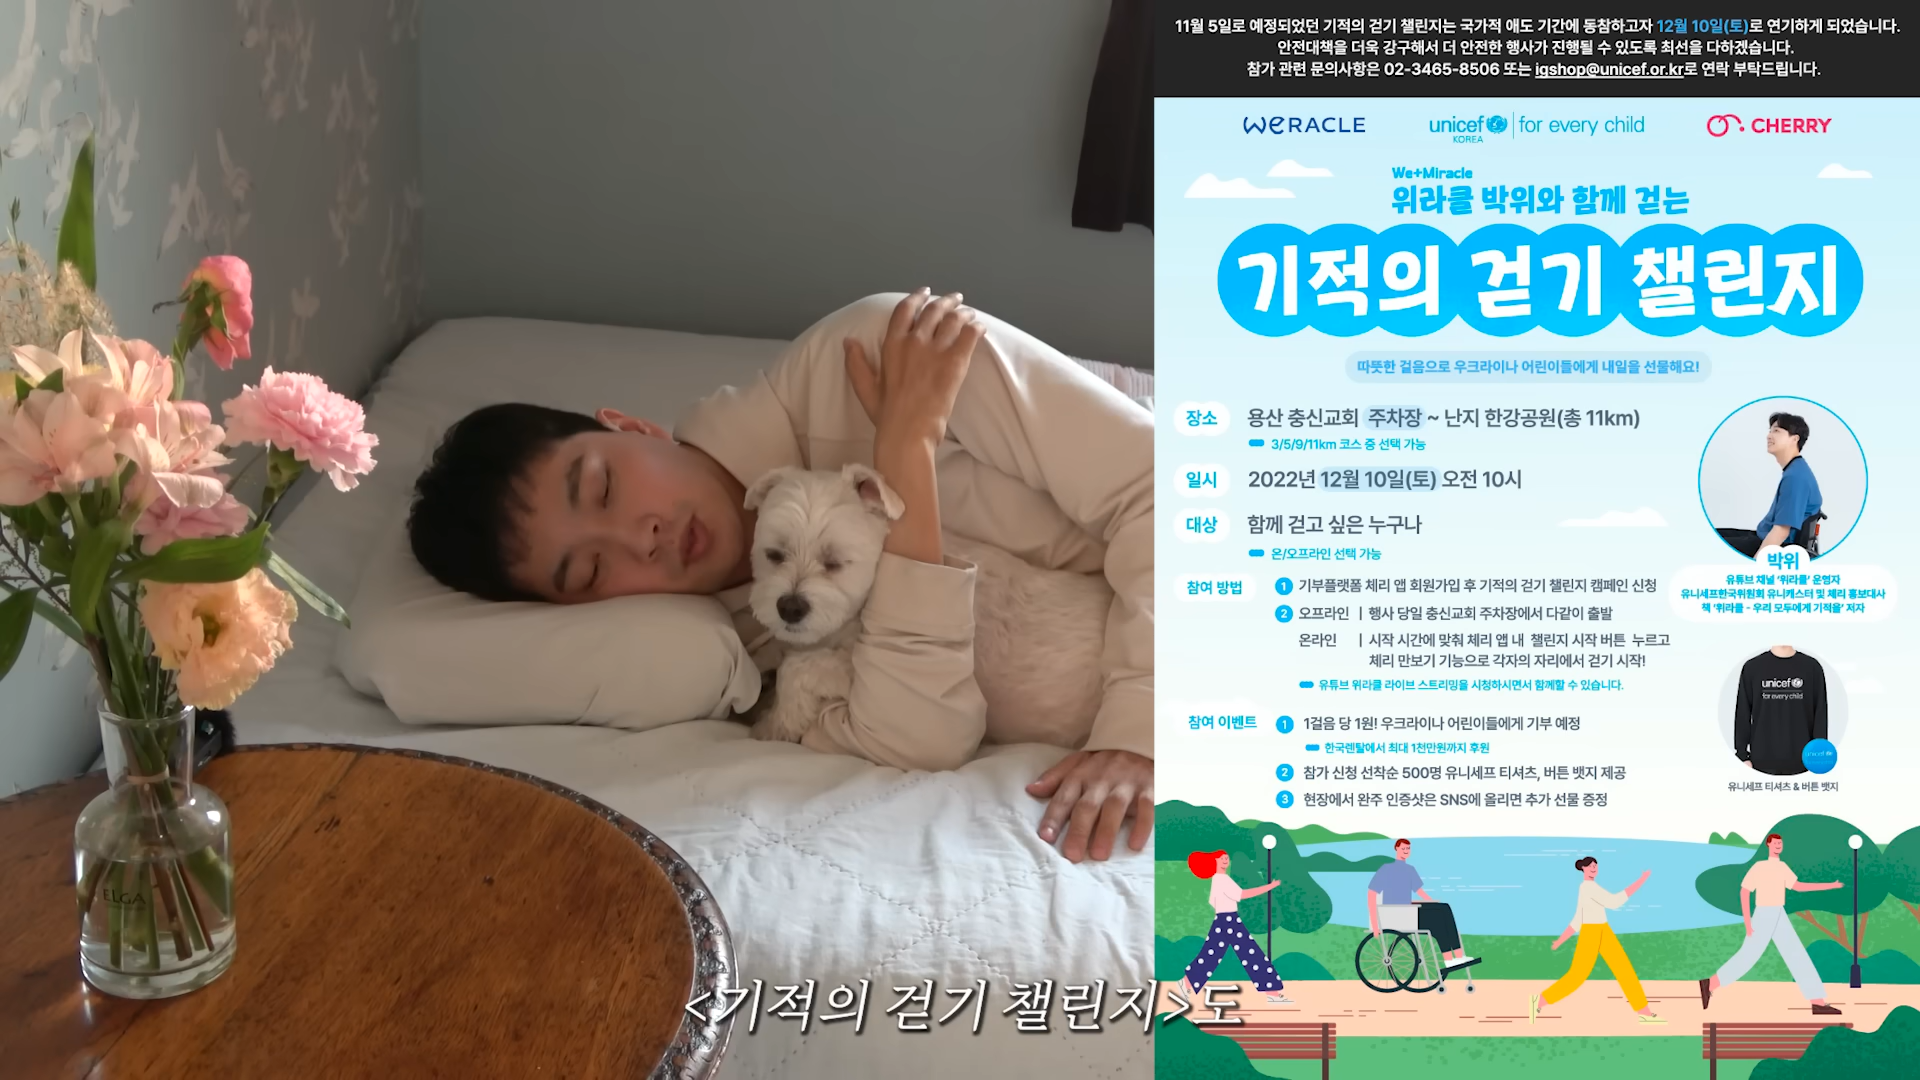 11월 5일로 예정되었던 기적의 걷기 챌린지는 국가적 애도 기간에 동참하고자 12월 10일(토)로 연기하게 되었습니다.
안전대책을 더욱 강구해서 더 안전한 행사가 진행될 수 있도록 최선을 다하겠습니다.
참가 관련 문의사항은 02-3465-8506 또는 igshop@unicef.or.kr로 연락 부탁드립니다.
WERACLE
unicef for every child
KOREA
CHERRY
We+Miracle
위라클 박위와 함께 걷는
기적의 걷기 챌린지
따뜻한 걸음으로 우크라이나 어린이들에게 내일을 선물해요!
장소 용산 충신교회 주차장 ~ 난지 한강공원(총 11km)
3/5/9/11km 코스 중 선택 가능
일시 2022년 12월 10일(토) 오전 10시
대상 함께 걷고 싶은 누구나
온/오프라인 선택 가능
박위
유튜브 채널 '위라클' 운영자
유니세프한국위원회 유니캐스터 및 체리 홍보대사
책 '위라클 - 우리 모두에게 기적을' 저자
참여 방법 1 기부플랫폼 체리 앱 회원가입 후 기적의 걷기 챌린지 캠페인 신청
2 오프라인 | 행사 당일 충신교회 주차장에서 다같이 출발
온라인 | 시작 시간에 맞춰 체리 앱 내 챌린지 시작 버튼 누르고
체리 만보기 기능으로 각자의 자리에서 걷기 시작!
유튜브 위라클 라이브 스트리밍을 시청하시면서 함께할 수 있습니다.
unicef
for every child
unicef
유니세프 티셔츠 & 버튼 뱃지
참여 이벤트 1 1걸음 당 1원! 우크라이나 어린이들에게 기부 예정
한국렌탈에서 최대 1천만원까지 후원
2 참가 신청 선착순 500명 유니세프 티셔츠, 버튼 뱃지 제공
3 현장에서 완주 인증샷은 SNS에 올리면 추가 선물 증정
ELGA
<기적의 걷기 챌린지>도